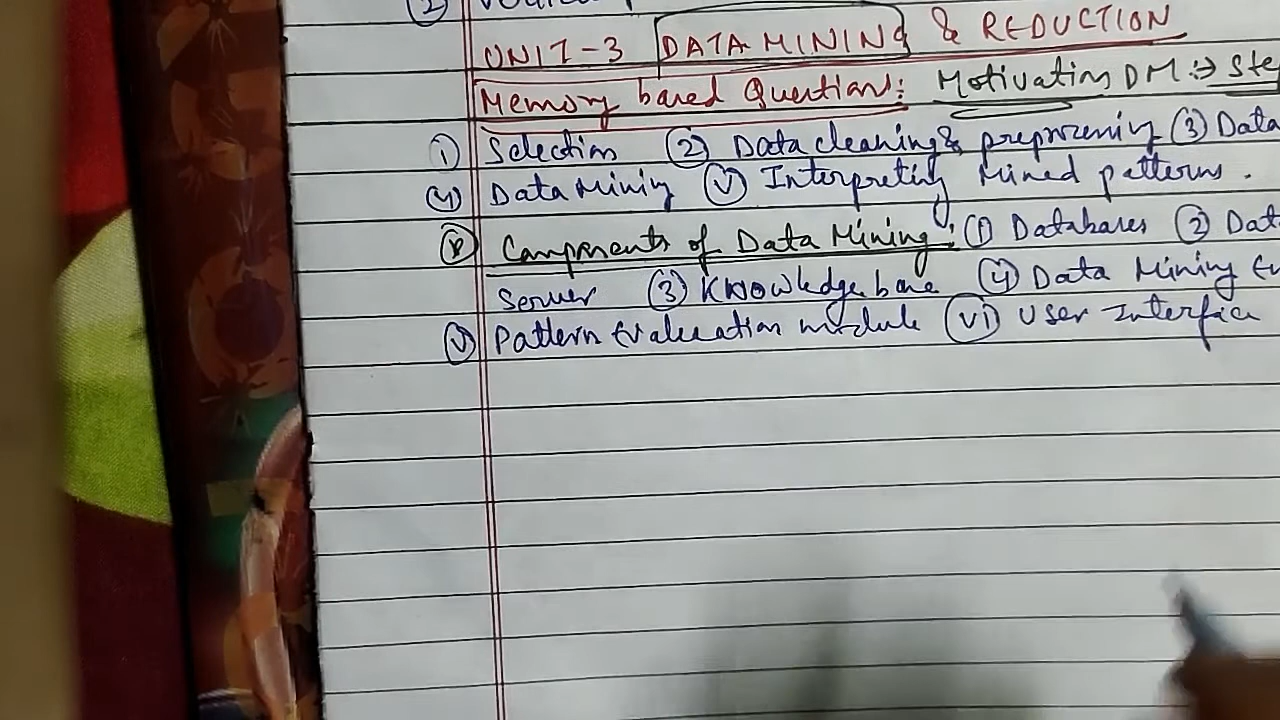 UNIT-3 DATA MINING & REDUCTION
Memory based Questions: Motivation DM :→ Ste
① Selection ② Data cleaning & preprocessing ③ Data
④ Data Mining ⑤ Interpreting Mined patterns.
Components of Data Mining: ① Databases ② Dat
Server ③ Knowledge base ④ Data Mining En
⑤ Pattern Evaluation module ⑥ User Interface